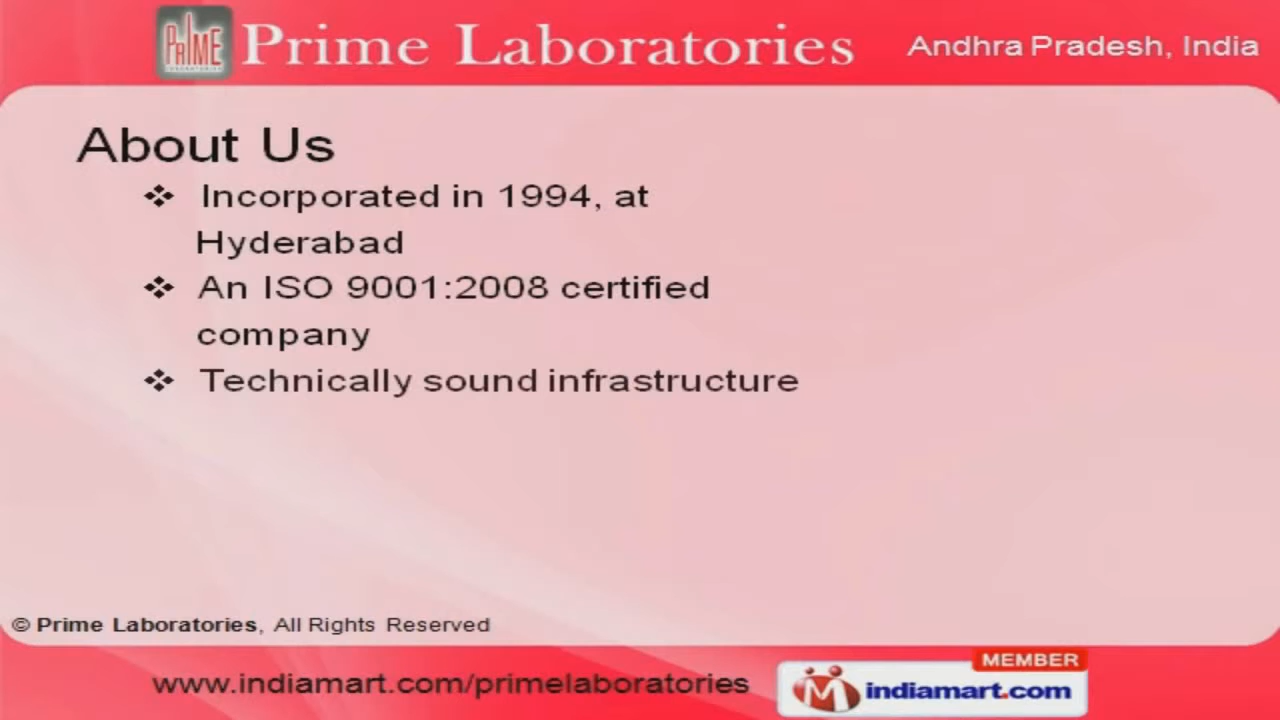 PRIME
Prime Laboratories
Andhra Pradesh, India
About Us
❖ Incorporated in 1994, at
Hyderabad
❖ An ISO 9001:2008 certified
company
❖ Technically sound infrastructure
© Prime Laboratories, All Rights Reserved
www.indiamart.com/primelaboratories
MEMBER
indiamart.com